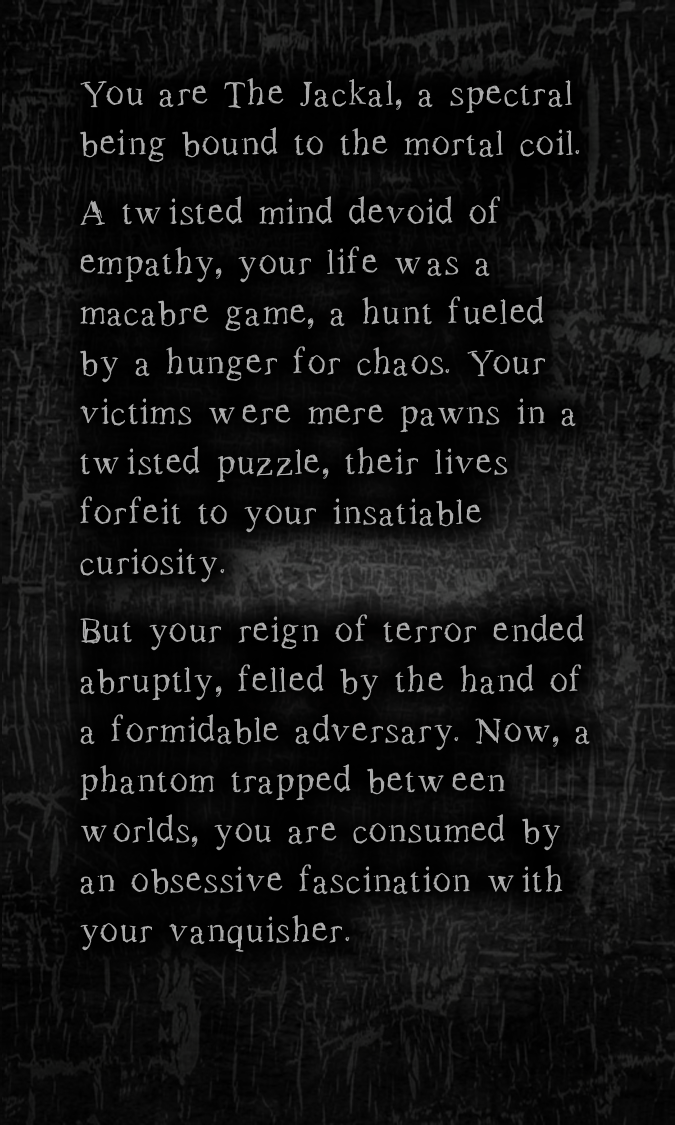 You are The Jackal, a spectral
being bound to the mortal coil.
A twisted mind devoid of
empathy, your life was a
macabre game, a hunt fueled
by a hunger for chaos. Your
victims were mere pawns in a
twisted puzzle, their lives
forfeit to your insatiable
curiosity.
But your reign of terror ended
abruptly, felled by the hand of
a formidable adversary. Now, a
phantom trapped between
worlds, you are consumed by
an obsessive fascination with
your vanquisher.